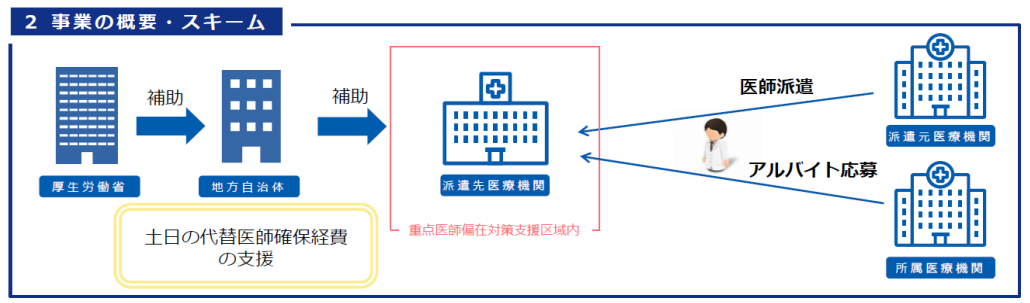 2 事業の概要・スキーム
補助
補助
医師派遣
厚生労働省
地方自治体
派遣先医療機関
派遣元医療機関
アルバイト応募
重点医師偏在対策支援区域内
土日の代替医師確保経費
の支援
所属医療機関